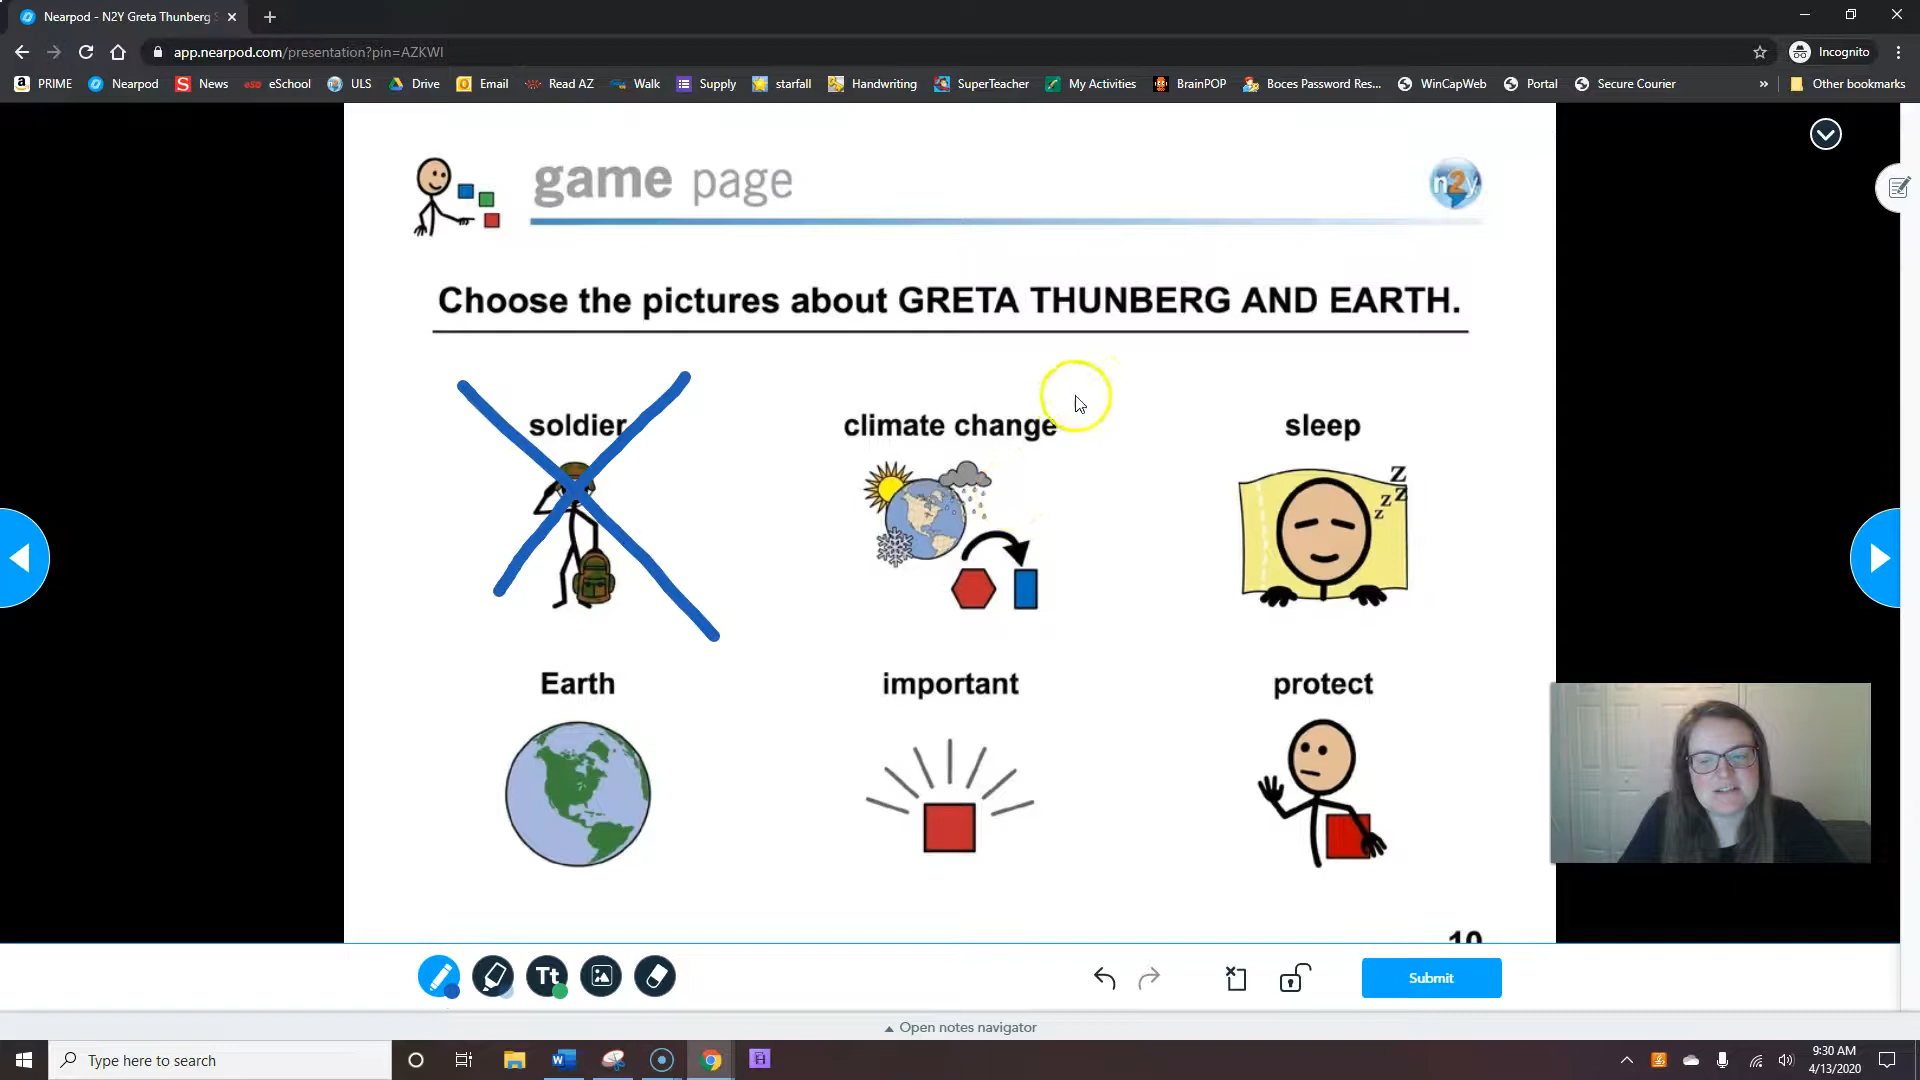 Nearpod - N2Y Greta Thunberg
app.nearpod.com/presentation?pin=AZKWI
Incognito
PRIME Nearpod News eSchool ULS Drive Email Read AZ Walk Supply starfall Handwriting SuperTeacher My Activities BrainPOP Boces Password Res... WinCapWeb Portal Secure Courier » Other bookmarks
game page
n2y
Choose the pictures about GRETA THUNBERG AND EARTH.
soldier climate change sleep
z z z
Earth important protect
10
Tt
Submit
Open notes navigator
Type here to search
9:30 AM
4/13/2020